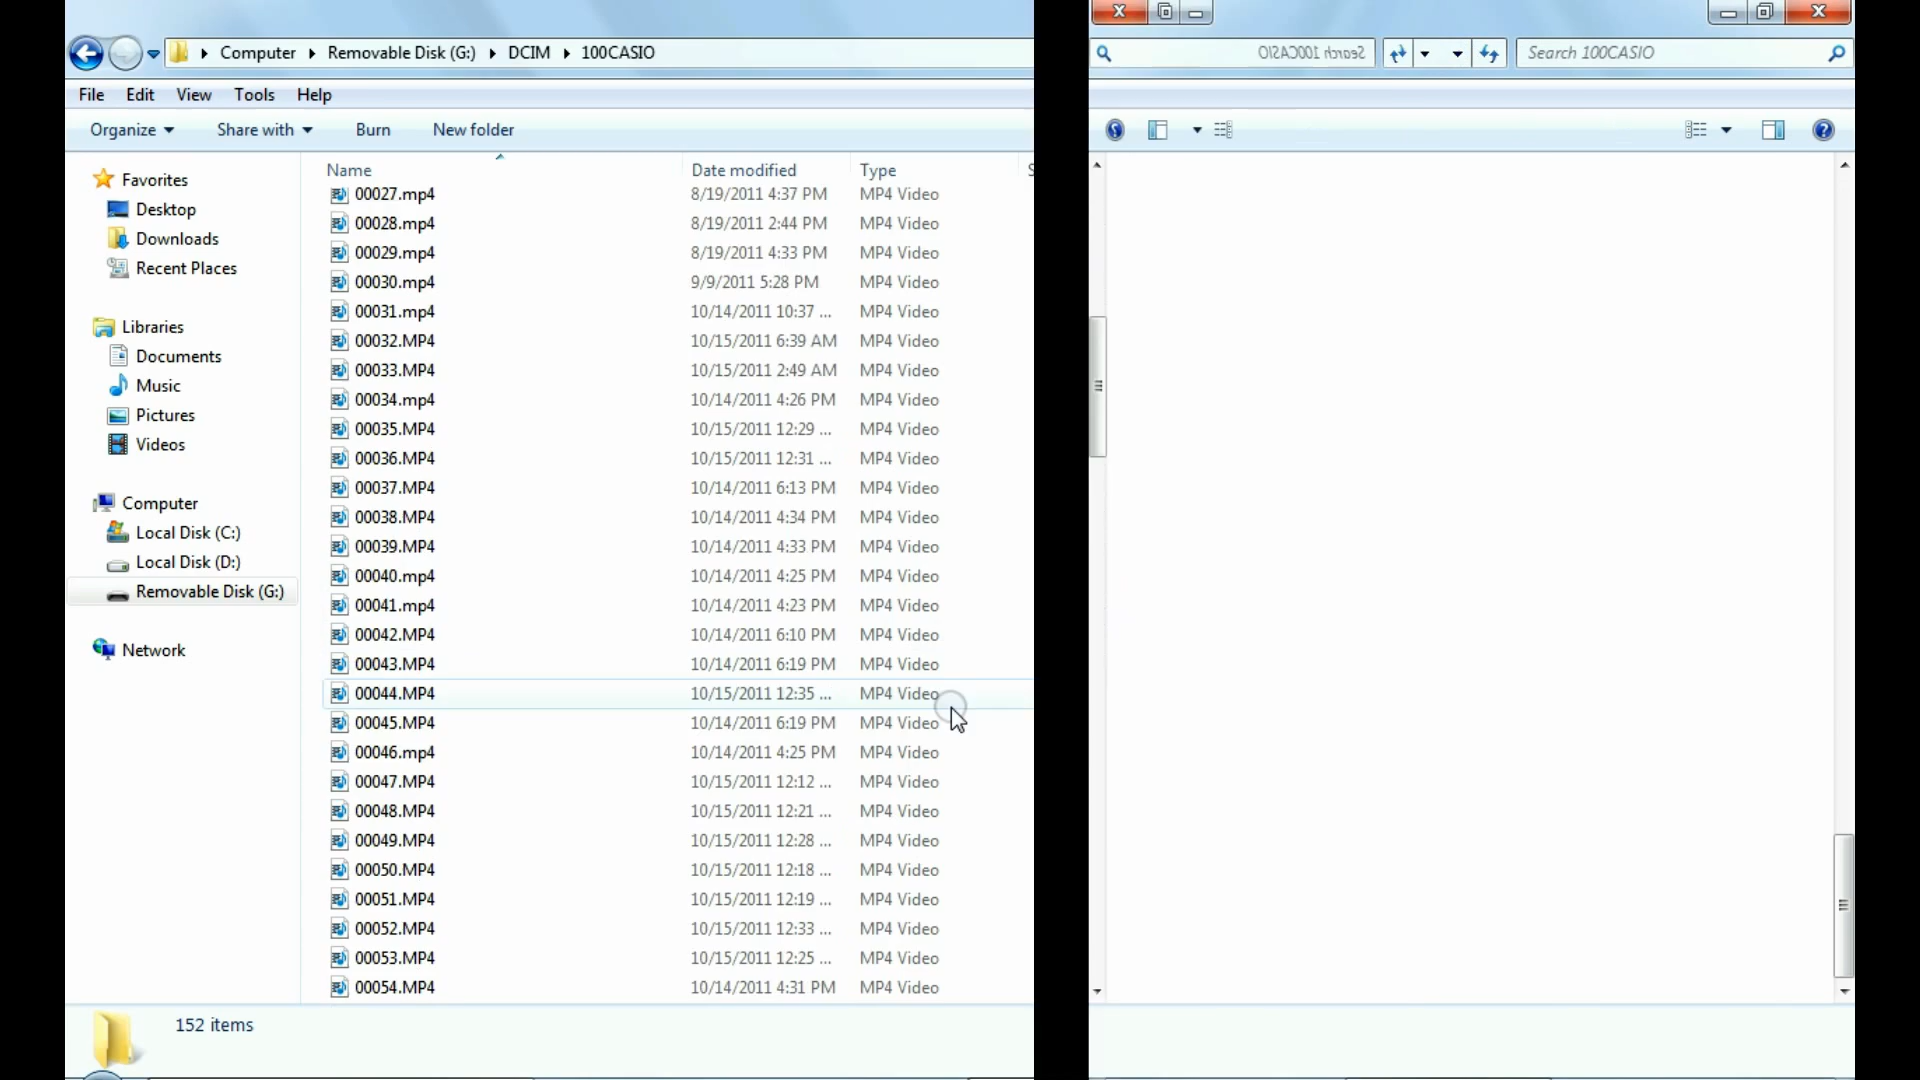 Computer Removable Disk (G:) DCIM 100CASIO
Search 100CASIO
Search 100CASIO
File Edit View Tools Help
Organize Share with Burn New folder
Name Date modified Type S
Favorites
Desktop
Downloads
Recent Places
Libraries
Documents
Music
Pictures
Videos
Computer
Local Disk (C:)
Local Disk (D:)
Removable Disk (G:)
Network
00027.mp4 8/19/2011 4:37 PM MP4 Video
00028.mp4 8/19/2011 2:44 PM MP4 Video
00029.mp4 8/19/2011 4:33 PM MP4 Video
00030.mp4 9/9/2011 5:28 PM MP4 Video
00031.mp4 10/14/2011 10:37 ... MP4 Video
00032.MP4 10/15/2011 6:39 AM MP4 Video
00033.MP4 10/15/2011 2:49 AM MP4 Video
00034.mp4 10/14/2011 4:26 PM MP4 Video
00035.MP4 10/15/2011 12:29 ... MP4 Video
00036.MP4 10/15/2011 12:31 ... MP4 Video
00037.MP4 10/14/2011 6:13 PM MP4 Video
00038.MP4 10/14/2011 4:34 PM MP4 Video
00039.MP4 10/14/2011 4:33 PM MP4 Video
00040.mp4 10/14/2011 4:25 PM MP4 Video
00041.mp4 10/14/2011 4:23 PM MP4 Video
00042.MP4 10/14/2011 6:10 PM MP4 Video
00043.MP4 10/14/2011 6:19 PM MP4 Video
00044.MP4 10/15/2011 12:35 ... MP4 Video
00045.MP4 10/14/2011 6:19 PM MP4 Video
00046.mp4 10/14/2011 4:25 PM MP4 Video
00047.MP4 10/15/2011 12:12 ... MP4 Video
00048.MP4 10/15/2011 12:21 ... MP4 Video
00049.MP4 10/15/2011 12:28 ... MP4 Video
00050.MP4 10/15/2011 12:18 ... MP4 Video
00051.MP4 10/15/2011 12:19 ... MP4 Video
00052.MP4 10/15/2011 12:33 ... MP4 Video
00053.MP4 10/15/2011 12:25 ... MP4 Video
00054.MP4 10/14/2011 4:31 PM MP4 Video
152 items